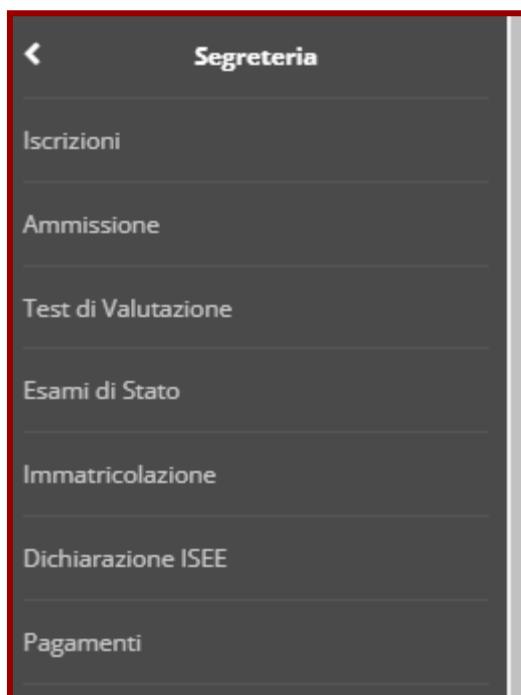 Segreteria
Iscrizioni
Ammissione
Test di Valutazione
Esami di Stato
Immatricolazione
Dichiarazione ISEE
Pagamenti